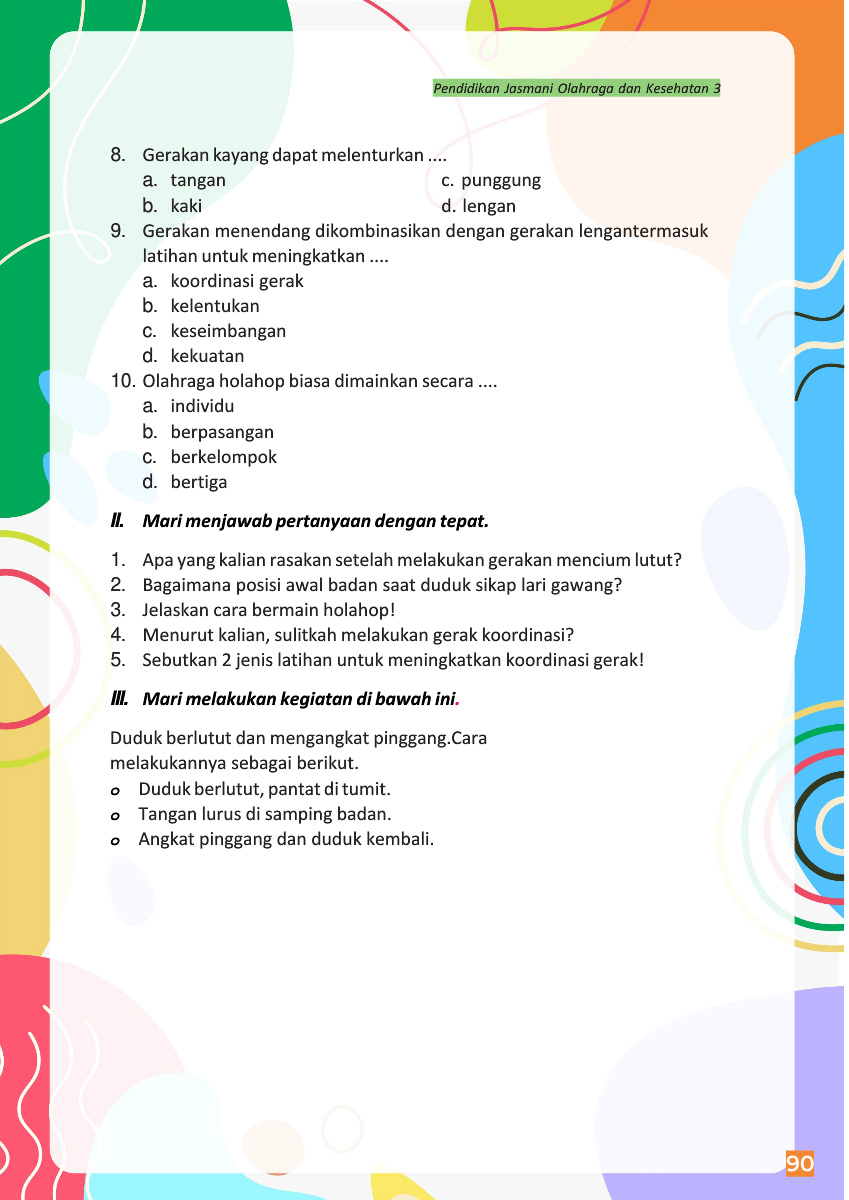 Pendidikan Jasmani Olahraga dan Kesehatan 3
8. Gerakan kayang dapat melenturkan ....
a. tangan c. punggung
b. kaki d. lengan
9. Gerakan menendang dikombinasikan dengan gerakan lengantermasuk
latihan untuk meningkatkan ....
a. koordinasi gerak
b. kelentukan
c. keseimbangan
d. kekuatan
10. Olahraga holahop biasa dimainkan secara ....
a. individu
b. berpasangan
c. berkelompok
d. bertiga
II. Mari menjawab pertanyaan dengan tepat.
1. Apa yang kalian rasakan setelah melakukan gerakan mencium lutut?
2. Bagaimana posisi awal badan saat duduk sikap lari gawang?
3. Jelaskan cara bermain holahop!
4. Menurut kalian, sulitkah melakukan gerak koordinasi?
5. Sebutkan 2 jenis latihan untuk meningkatkan koordinasi gerak!
III. Mari melakukan kegiatan di bawah ini.
Duduk berlutut dan mengangkat pinggang.Cara
melakukannya sebagai berikut.
o Duduk berlutut, pantat di tumit.
o Tangan lurus di samping badan.
o Angkat pinggang dan duduk kembali.
90